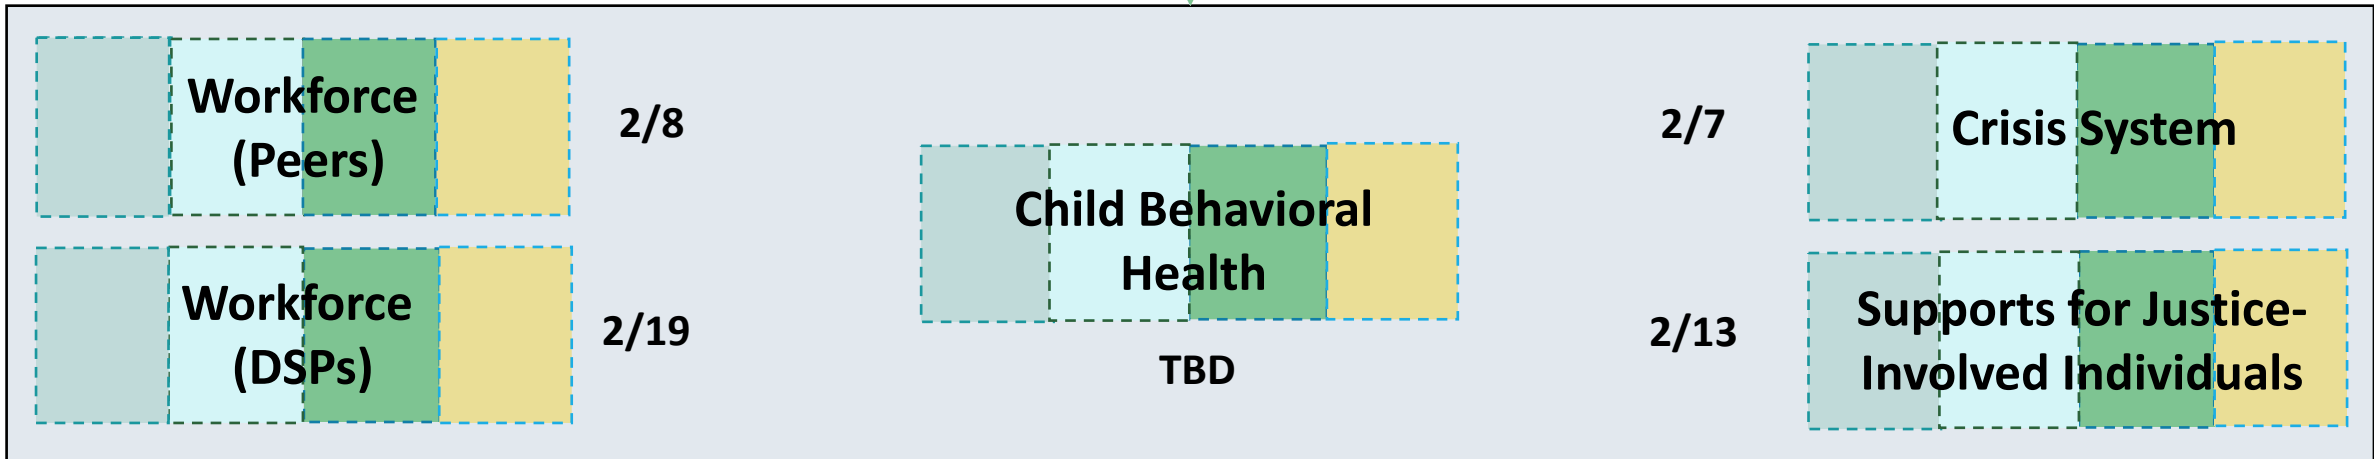 Workforce
(Peers)
2/8
Workforce
(DSPs)
2/19
Child Behavioral
Health
TBD
2/7
Crisis System
2/13
Supports for Justice-
Involved Individuals